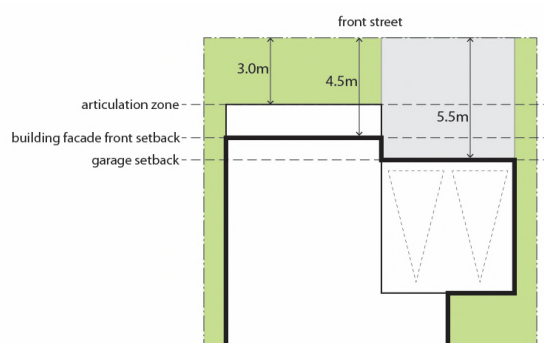 front street
3.0m
4.5m
articulation zone
5.5m
building facade front setback
garage setback